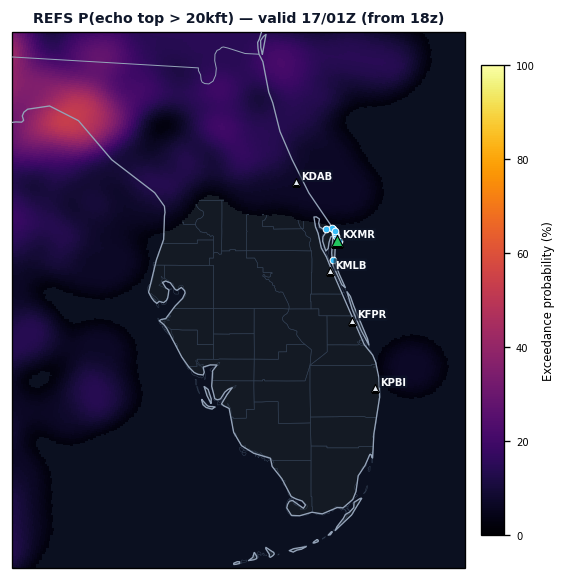 REFS P(echo top > 20kft) — valid 17/01Z (from 18z)
KDAB
KXMR
KMLB
KFPR
KPBI
100
80
60
40
20
0
Exceedance probability (%)